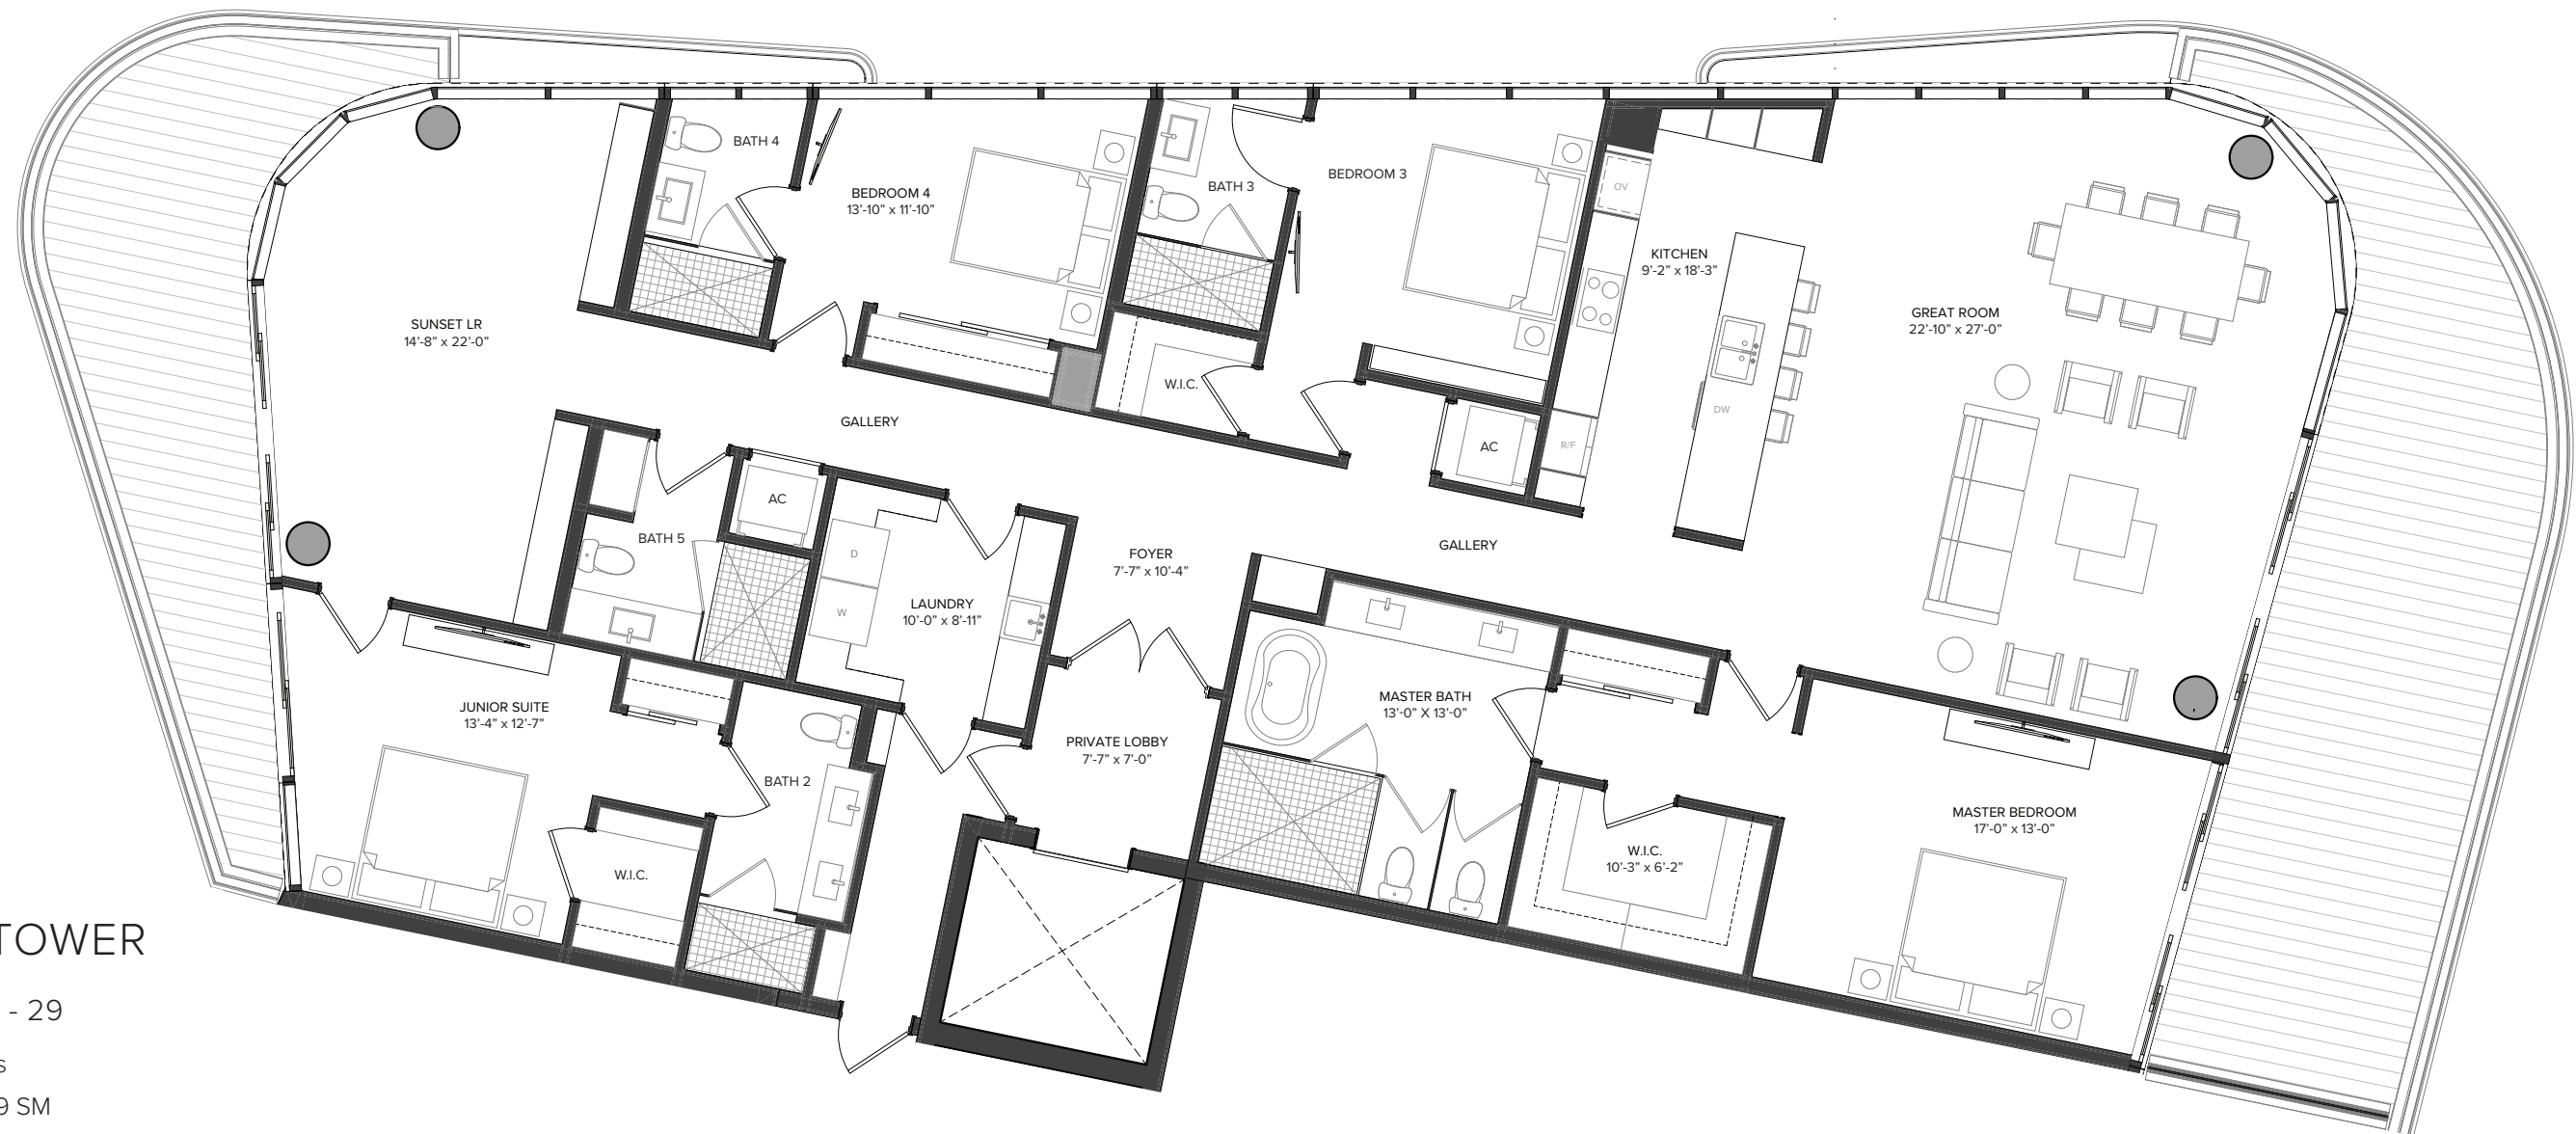 BATH 4
BEDROOM 4
13'-10" x 11'-10"
BATH 3
BEDROOM 3
OV
KITCHEN
9'-2" x 18'-3"
GREAT ROOM
22'-10" x 27'-0"
SUNSET LR
14'-8" x 22'-0"
W.I.C.
GALLERY
DW
AC
R/F
AC
BATH 5
D
W
LAUNDRY
10'-0" x 8'-11"
FOYER
7'-7" x 10'-4"
GALLERY
JUNIOR SUITE
13'-4" x 12'-7"
BATH 2
PRIVATE LOBBY
7'-7" x 7'-0"
MASTER BATH
13'-0" X 13'-0"
MASTER BEDROOM
17'-0" x 13'-0"
W.I.C.
W.I.C.
10'-3" x 6'-2"
TOWER
- 29
s
9 SM